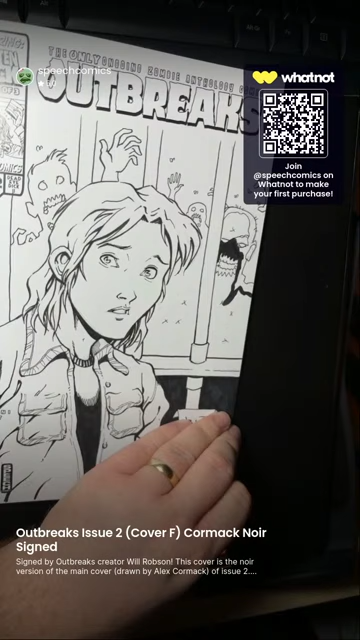 speechcomics
whatnot
THE ONLY ONGOING ZOMBIE ANTHOLOGY
OUTBREAKS
Join
@speechcomics on
Whatnot to make
your first purchase!
Outbreaks Issue 2 (Cover F) Cormack Noir
Signed
Signed by Outbreaks creator Will Robson! This cover is the noir
version of the main cover (drawn by Alex Cormack) of issue 2....